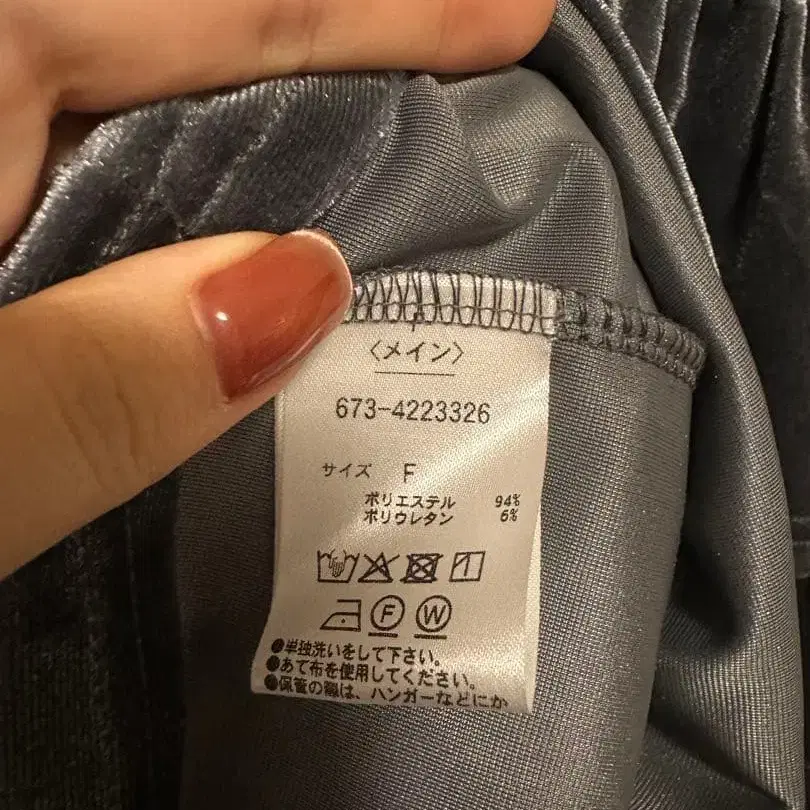 〈メイン〉
673-4223326
サイズ F
ポリエステル 94%
ポリウレタン 6%
F W
●単独洗いをして下さい。
●あて布を使用してください。
●保管の際は、ハンガーなどにか